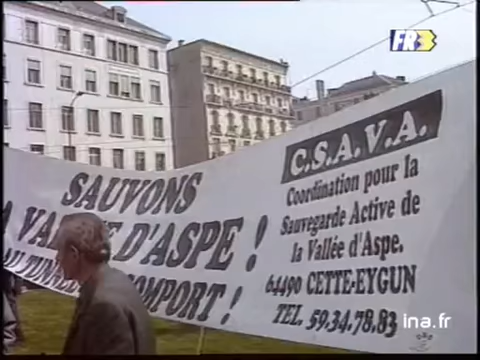 FR3
C.S.A.V.A.
Coordination pour la
Sauvegarde Active de
la Vallée d'Aspe.
64490 CETTE-EYGUN
TEL. 59.34.78.83
SAUVONS
D'ASPE !
TUNNEL
SOMPORT !
ina.fr